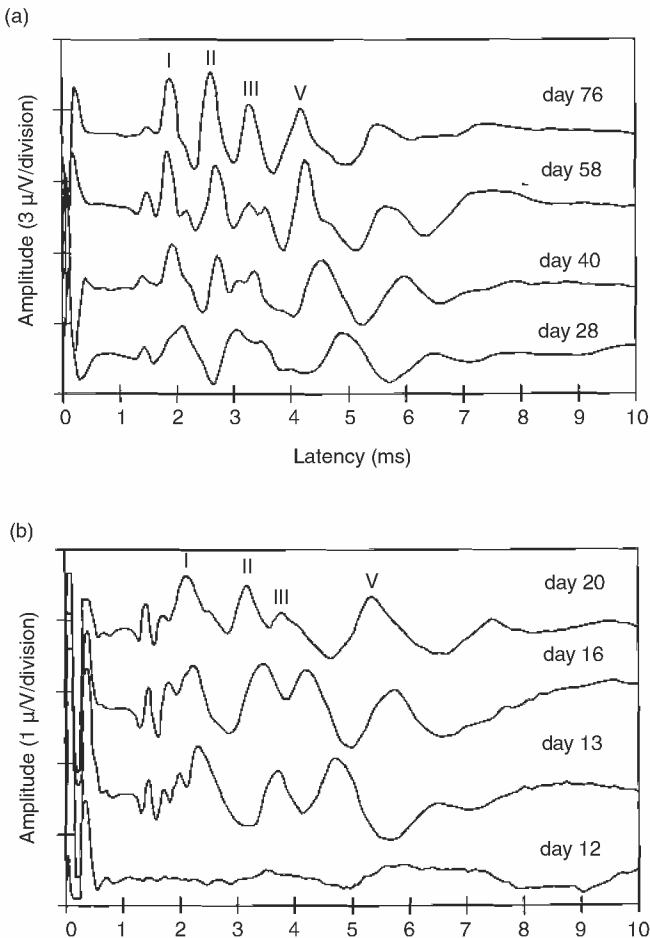 (a)
I II III V
day 76
day 58
day 40
day 28
Amplitude (3 μ/V/division)
0 1 2 3 4 5 6 7 8 9 10
Latency (ms)
(b)
I II III V
day 20
day 16
day 13
day 12
Amplitude (1 μ/V/division)
0 1 2 3 4 5 6 7 8 9 10